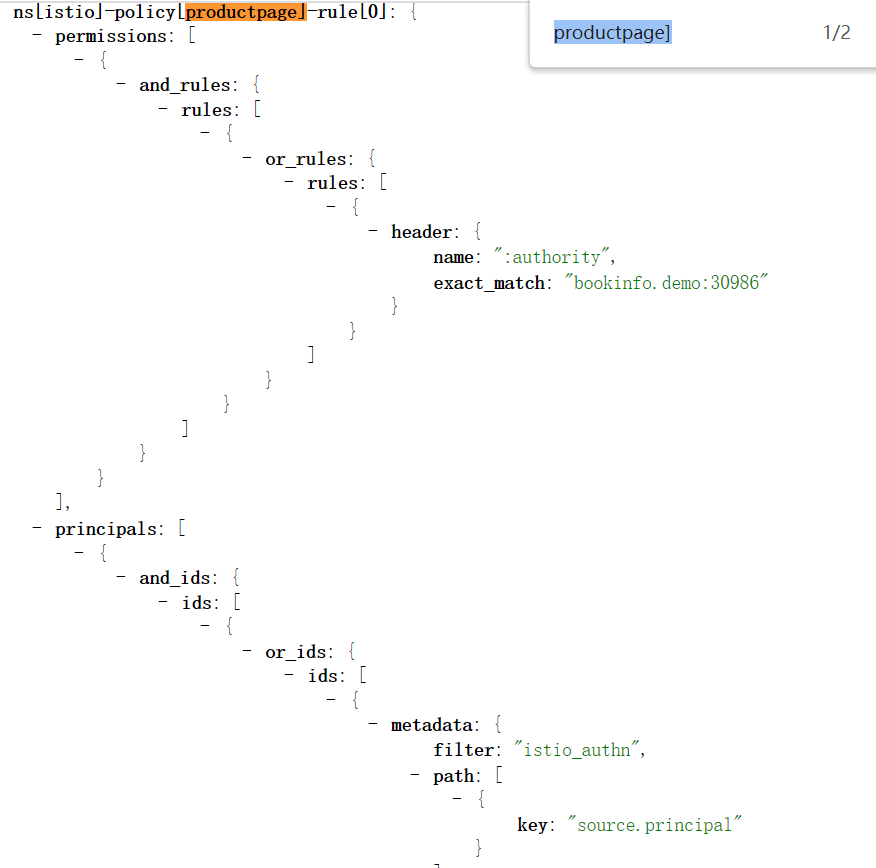 ns[istio]-policy[productpage]-rule[0]: {
productpage] 1/2
- permissions: [
- {
- and_rules: {
- rules: [
- {
- or_rules: {
- rules: [
- {
- header: {
name: ":authority",
exact_match: "bookinfo.demo:30986"
}
}
]
}
}
]
}
}
],
- principals: [
- {
- and_ids: {
- ids: [
- {
- or_ids: {
- ids: [
- {
- metadata: {
filter: "istio_authn",
- path: [
- {
key: "source.principal"
}